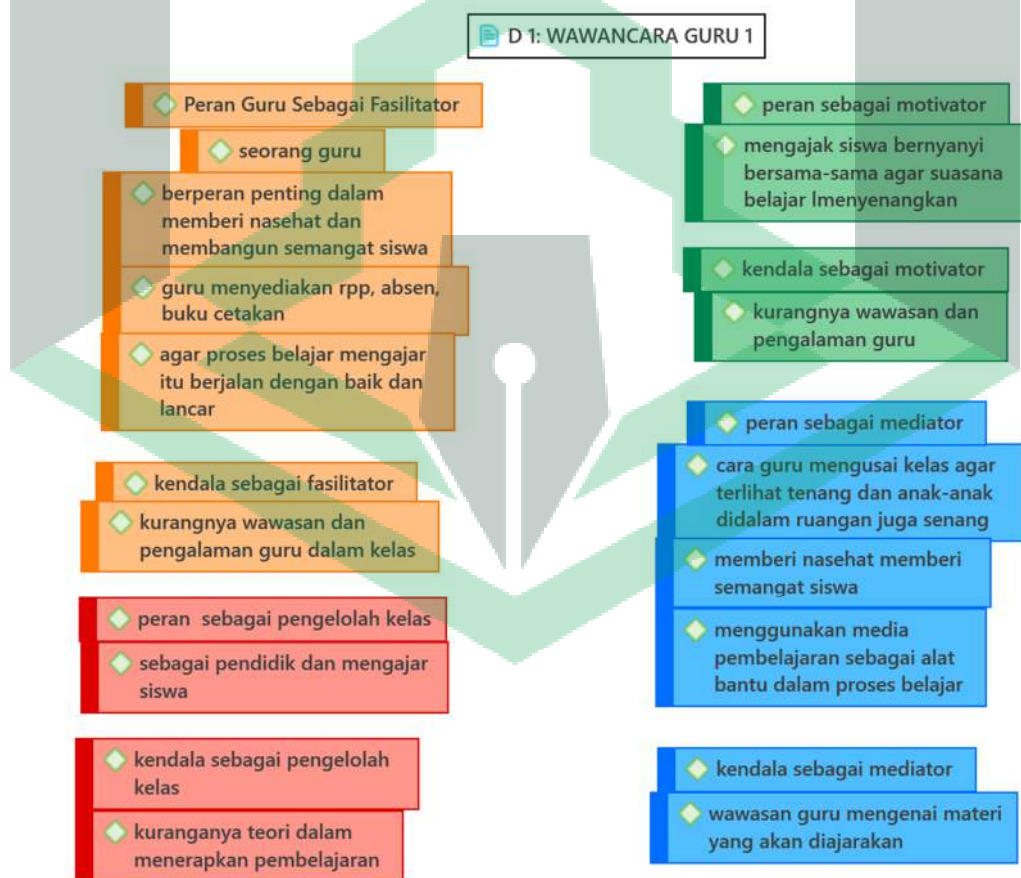 D 1: WAWANCARA GURU 1
Peran Guru Sebagai Fasilitator
seorang guru
berperan penting dalam
memberi nasehat dan
membangun semangat siswa
guru menyediakan rpp, absen,
buku cetakan
agar proses belajar mengajar
itu berjalan dengan baik dan
lancar
kendala sebagai fasilitator
kurangnya wawasan dan
pengalaman guru dalam kelas
peran sebagai pengelolah kelas
sebagai pendidik dan mengajar
siswa
kendala sebagai pengelolah
kelas
kuranganya teori dalam
menerapkan pembelajaran
peran sebagai motivator
mengajak siswa bernyanyi
bersama-sama agar suasana
belajar lmenyenangkan
kendala sebagai motivator
kurangnya wawasan dan
pengalaman guru
peran sebagai mediator
cara guru mengusai kelas agar
terlihat tenang dan anak-anak
didalam ruangan juga senang
memberi nasehat memberi
semangat siswa
menggunakan media
pembelajaran sebagai alat
bantu dalam proses belajar
kendala sebagai mediator
wawasan guru mengenai materi
yang akan diajarakan